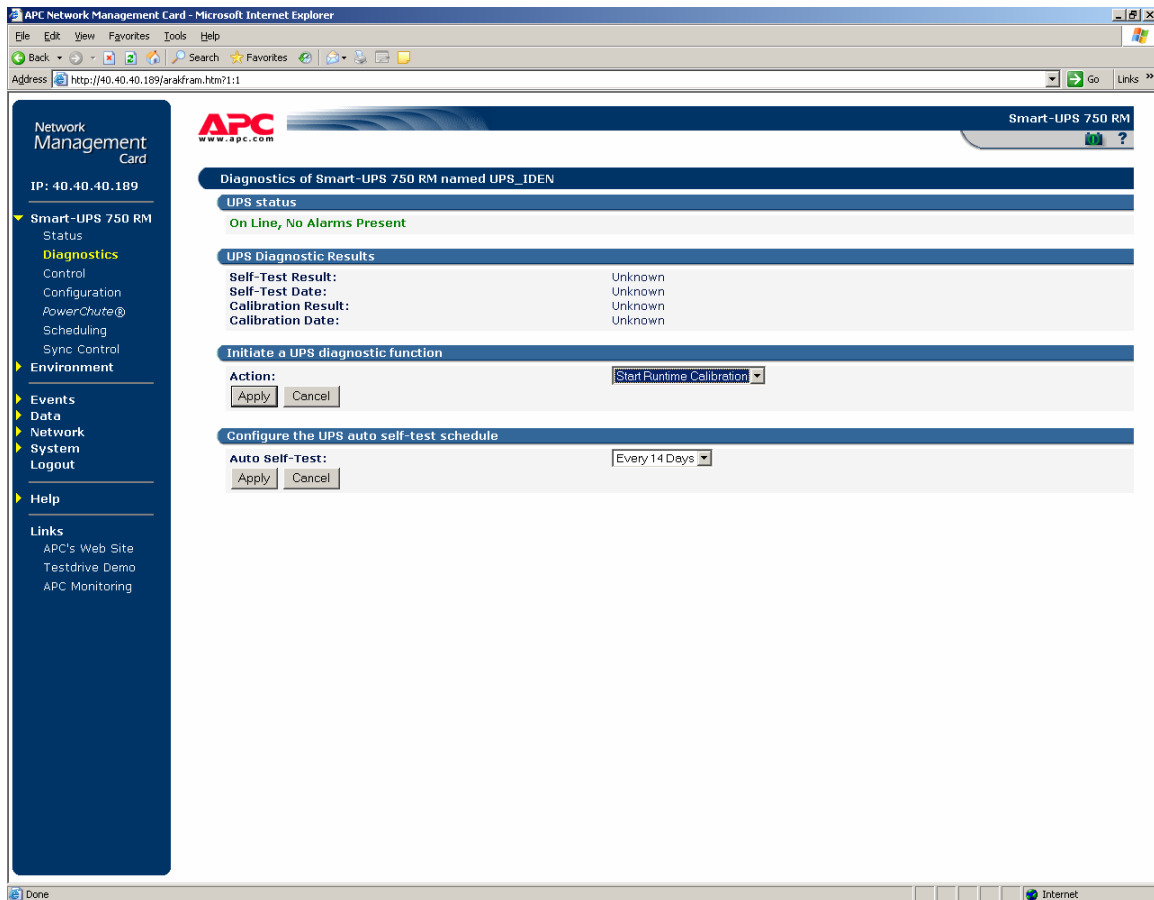 APC Network Management Card - Microsoft Internet Explorer
File Edit View Favorites Tools Help
Back Search Favorites
Address http://40.40.40.189/arakfram.htm?1:1 Go Links »
Network
Management
Card
IP: 40.40.40.189
Smart-UPS 750 RM
Status
Diagnostics
Control
Configuration
PowerChute®
Scheduling
Sync Control
Environment
Events
Data
Network
System
Logout
Help
Links
APC's Web Site
Testdrive Demo
APC Monitoring
APC
www.apc.com
Smart-UPS 750 RM
?
Diagnostics of Smart-UPS 750 RM named UPS_IDEN
UPS status
On Line, No Alarms Present
UPS Diagnostic Results
Self-Test Result: Unknown
Self-Test Date: Unknown
Calibration Result: Unknown
Calibration Date: Unknown
Initiate a UPS diagnostic function
Action: Start Runtime Calibration
Apply Cancel
Configure the UPS auto self-test schedule
Auto Self-Test: Every 14 Days
Apply Cancel
Done Internet